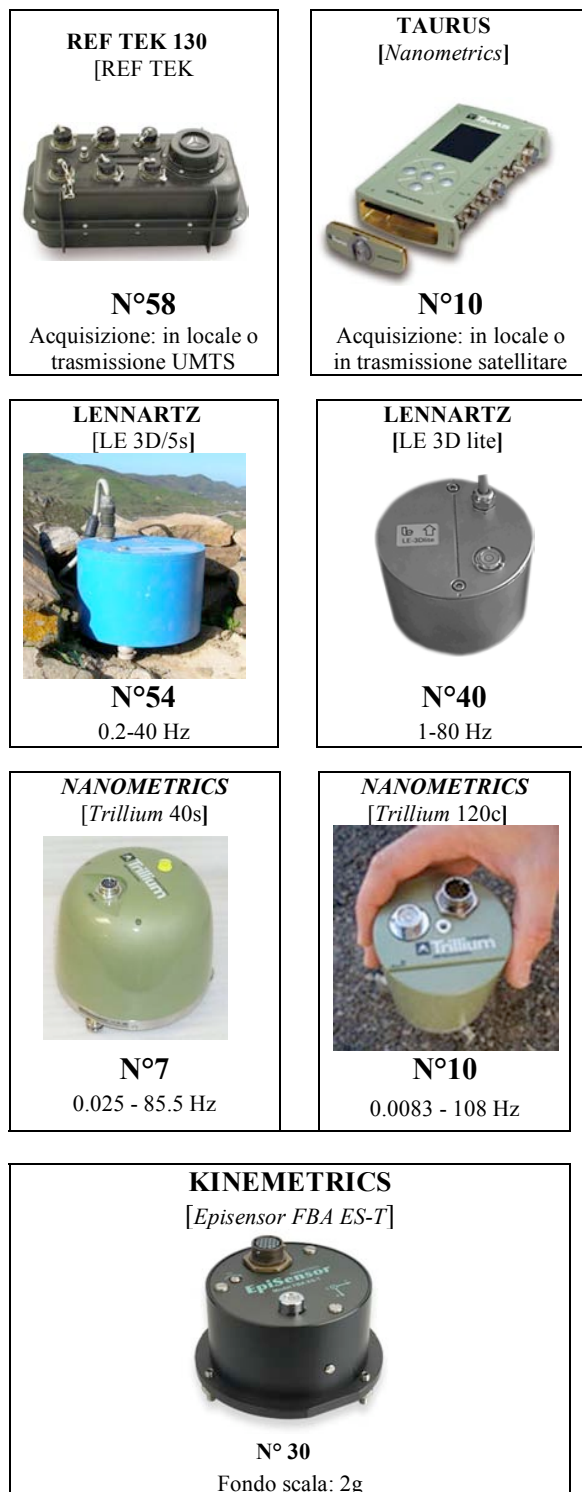 REF TEK 130
[REF TEK
N°58
Acquisizione: in locale o
trasmissione UMTS
TAURUS
[Nanometrics]
Taurus
N°10
Acquisizione: in locale o
in trasmissione satellitare
LENNARTZ
[LE 3D/5s]
N°54
0.2-40 Hz
LENNARTZ
[LE 3D lite]
LE-3Dlite
N°40
1-80 Hz
NANOMETRICS
[Trillium 40s]
Trillium
N°7
0.025 - 85.5 Hz
NANOMETRICS
[Trillium 120c]
Trillium
N°10
0.0083 - 108 Hz
KINEMETRICS
[Episensor FBA ES-T]
EpiSensor
Model FBA ES-T
N° 30
Fondo scala: 2g